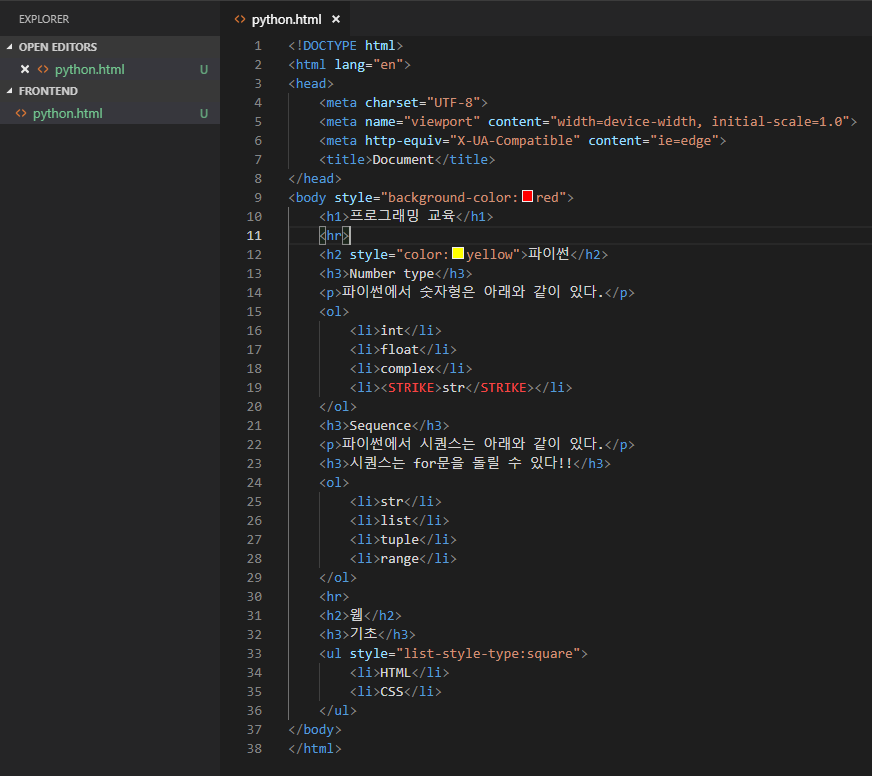 EXPLORER
OPEN EDITORS
python.html U
FRONTEND
python.html U
python.html
1 <!DOCTYPE html>
2 <html lang="en">
3 <head>
4 <meta charset="UTF-8">
5 <meta name="viewport" content="width=device-width, initial-scale=1.0">
6 <meta http-equiv="X-UA-Compatible" content="ie=edge">
7 <title>Document</title>
8 </head>
9 <body style="background-color:red">
10 <h1>프로그래밍 교육</h1>
11 <hr>
12 <h2 style="color:yellow">파이썬</h2>
13 <h3>Number type</h3>
14 <p>파이썬에서 숫자형은 아래와 같이 있다.</p>
15 <ol>
16 <li>int</li>
17 <li>float</li>
18 <li>complex</li>
19 <li><STRIKE>str</STRIKE></li>
20 </ol>
21 <h3>Sequence</h3>
22 <p>파이썬에서 시퀀스는 아래와 같이 있다.</p>
23 <h3>시퀀스는 for문을 돌릴 수 있다!!</h3>
24 <ol>
25 <li>str</li>
26 <li>list</li>
27 <li>tuple</li>
28 <li>range</li>
29 </ol>
30 <hr>
31 <h2>웹</h2>
32 <h3>기초</h3>
33 <ul style="list-style-type:square">
34 <li>HTML</li>
35 <li>CSS</li>
36 </ul>
37 </body>
38 </html>